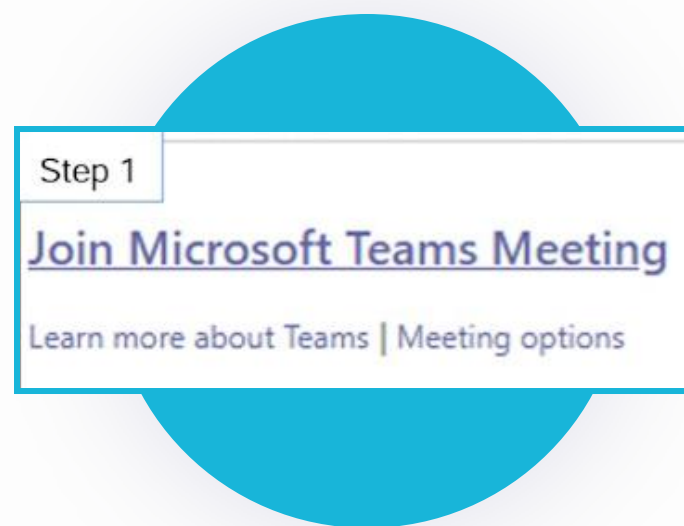 Step 1
Join Microsoft Teams Meeting
Learn more about Teams | Meeting options